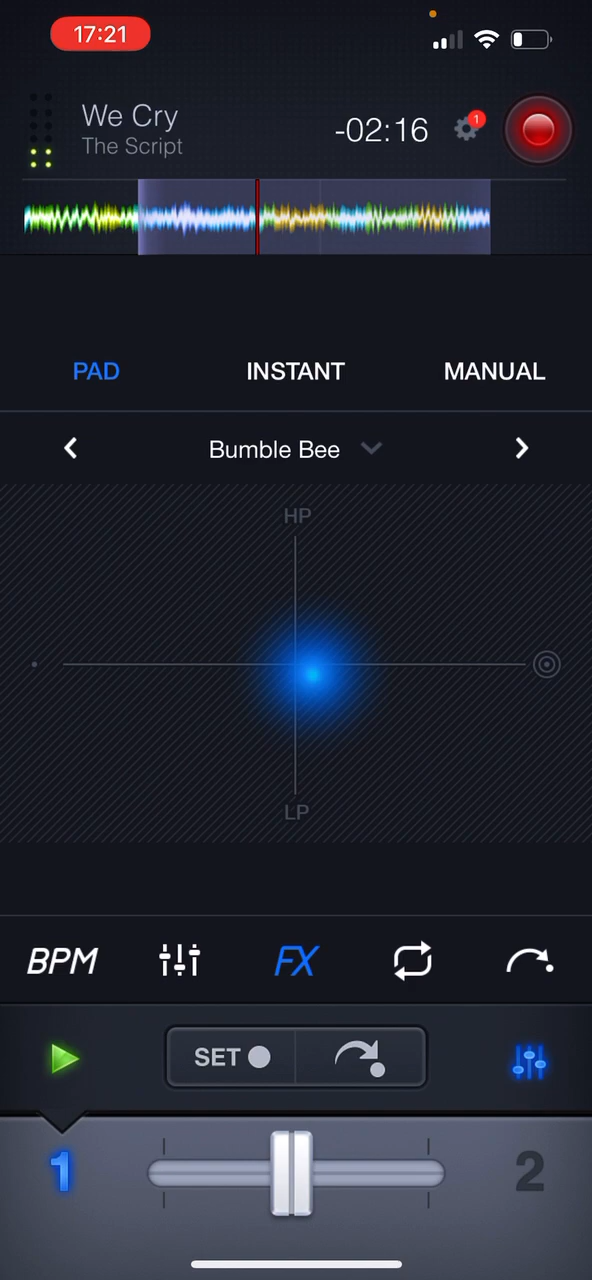 17:21
We Cry
The Script
-02:16
1
PAD INSTANT MANUAL
Bumble Bee
HP
LP
BPM FX
SET
1 2